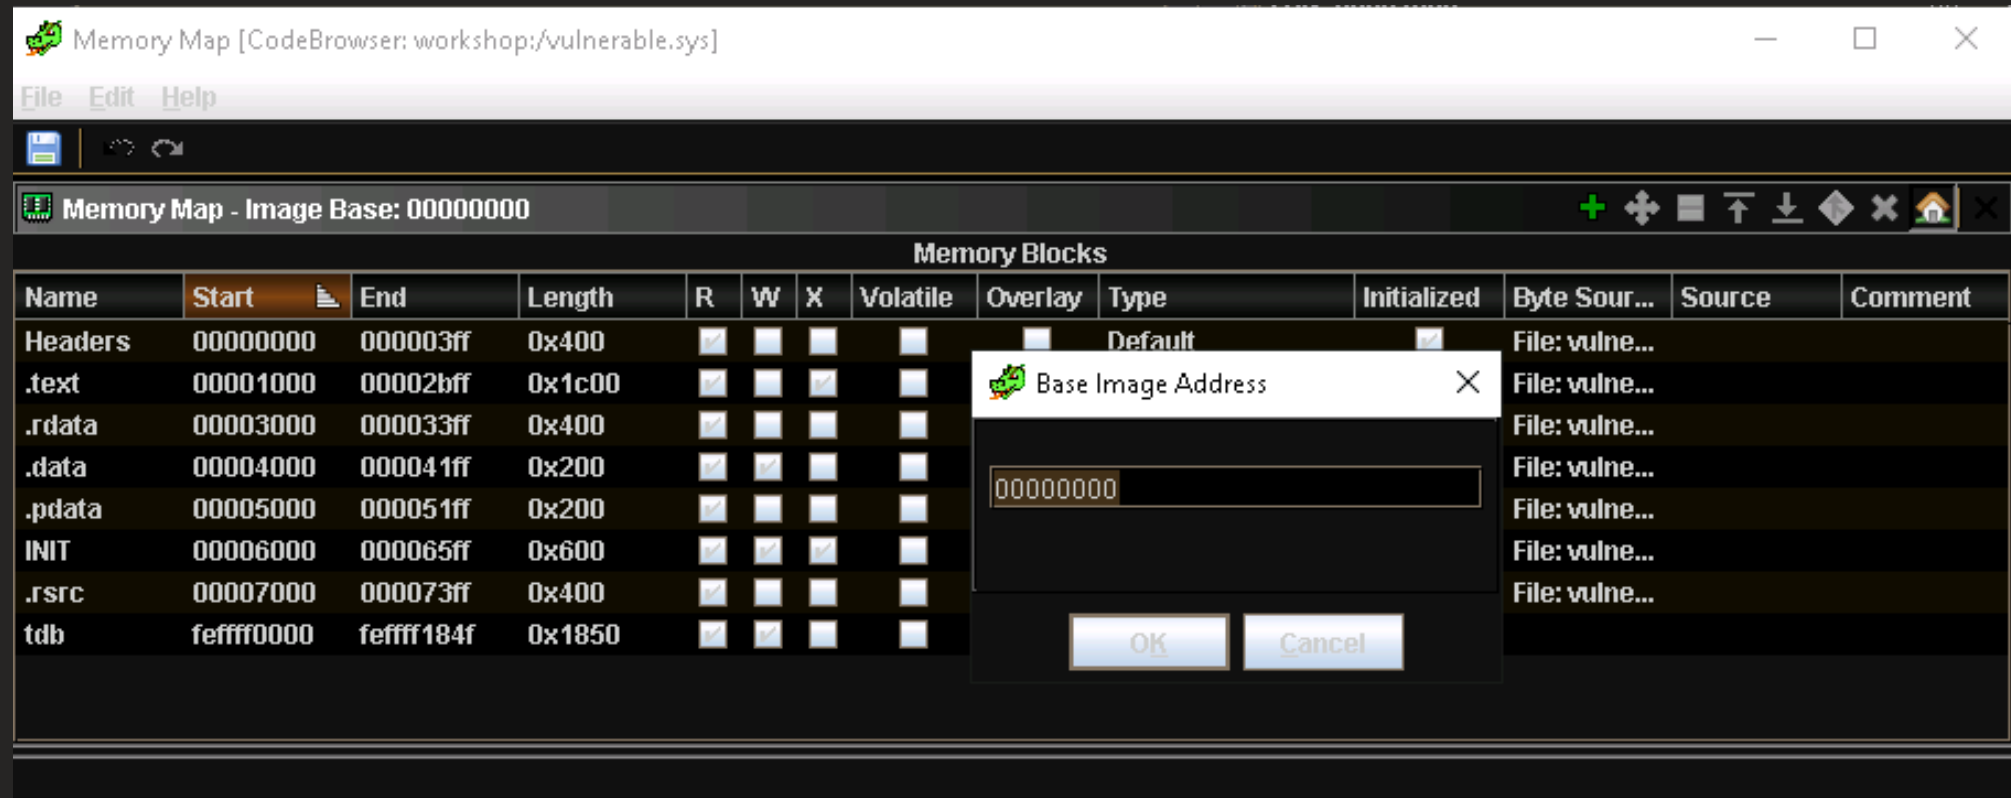 Memory Map [CodeBrowser: workshop:/vulnerable.sys]
File Edit Help
Memory Map - Image Base: 00000000
Memory Blocks
Name Start End Length R W X Volatile Overlay Type Initialized Byte Sour... Source Comment
Headers 00000000 000003ff 0x400 Default File: vulne...
.text 00001000 00002bff 0x1c00 File: vulne...
.rdata 00003000 000033ff 0x400 File: vulne...
.data 00004000 000041ff 0x200 File: vulne...
.pdata 00005000 000051ff 0x200 File: vulne...
INIT 00006000 000065ff 0x600 File: vulne...
.rsrc 00007000 000073ff 0x400 File: vulne...
tdb feffff0000 feffff184f 0x1850
Base Image Address
00000000
OK Cancel